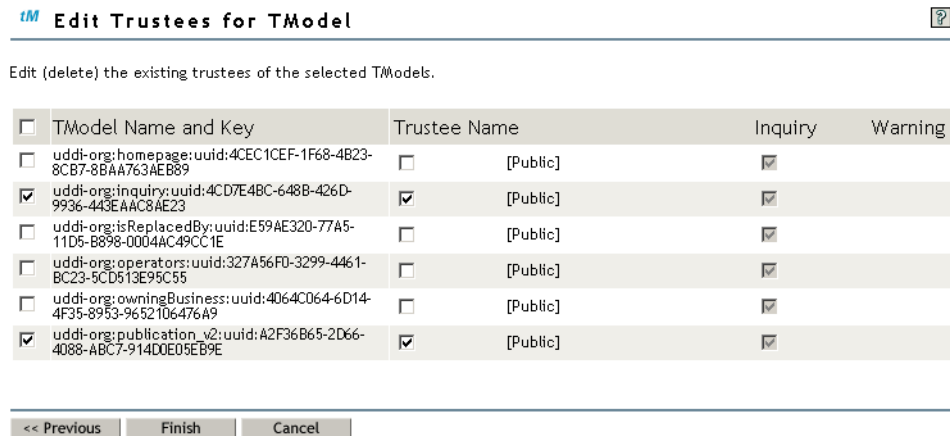 tM Edit Trustees for TModel ?
Edit (delete) the existing trustees of the selected TModels.
TModel Name and Key Trustee Name Inquiry Warning
uddi-org:homepage:uuid:4CEC1CEF-1F68-4B23-
8CB7-8BAA763AEB89 [Public]
uddi-org:inquiry:uuid:4CD7E4BC-648B-426D-
9936-443EAAC8AE23 [Public]
uddi-org:isReplacedBy:uuid:E59AE320-77A5-
11D5-B898-0004AC49CC1E [Public]
uddi-org:operators:uuid:327A56F0-3299-4461-
BC23-5CD513E95C55 [Public]
uddi-org:owningBusiness:uuid:4064C064-6D14-
4F35-8953-9652106476A9 [Public]
uddi-org:publication_v2:uuid:A2F36B65-2D66-
4088-ABC7-914D0E05EB9E [Public]
<< Previous Finish Cancel